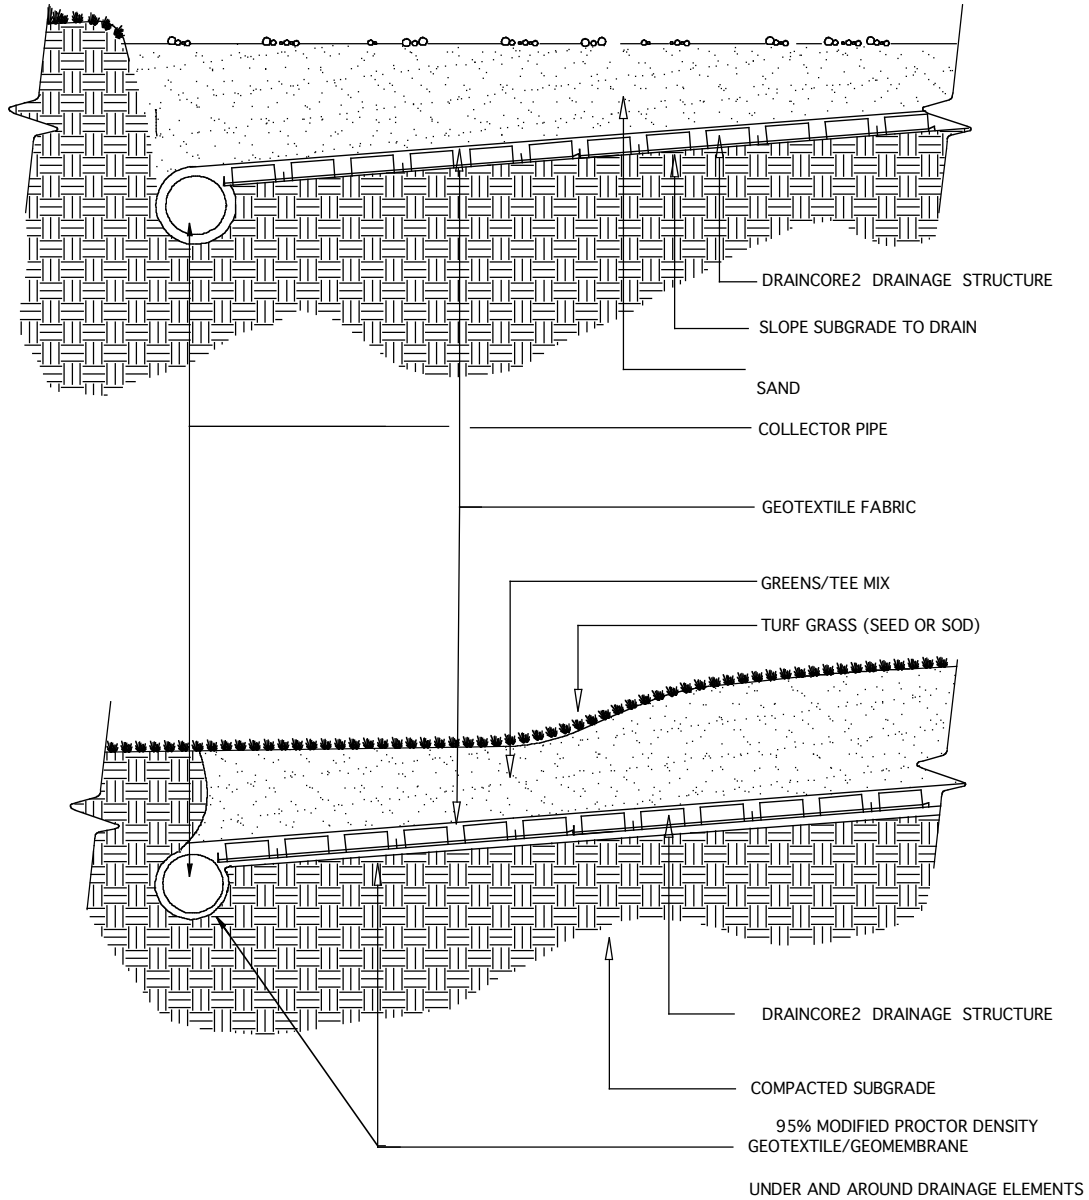 DRAINCORE2 DRAINAGE STRUCTURE
SLOPE SUBGRADE TO DRAIN
SAND
COLLECTOR PIPE
GEOTEXTILE FABRIC
GREENS/TEE MIX
TURF GRASS (SEED OR SOD)
DRAINCORE2 DRAINAGE STRUCTURE
COMPACTED SUBGRADE
95% MODIFIED PROCTOR DENSITY
GEOTEXTILE/GEOMEMBRANE
UNDER AND AROUND DRAINAGE ELEMENTS